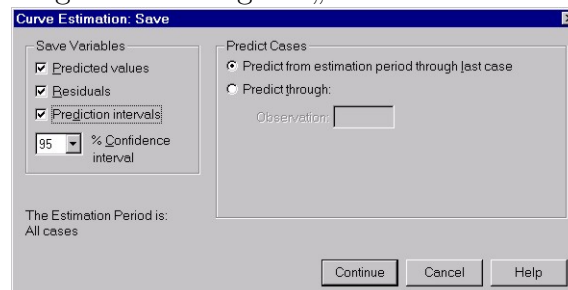 Curve Estimation: Save
Save Variables
Predicted values
Residuals
Prediction intervals
95 % Confidence
interval
Predict Cases
Predict from estimation period through last case
Predict through:
Observation:
The Estimation Period is:
All cases
Continue Cancel Help